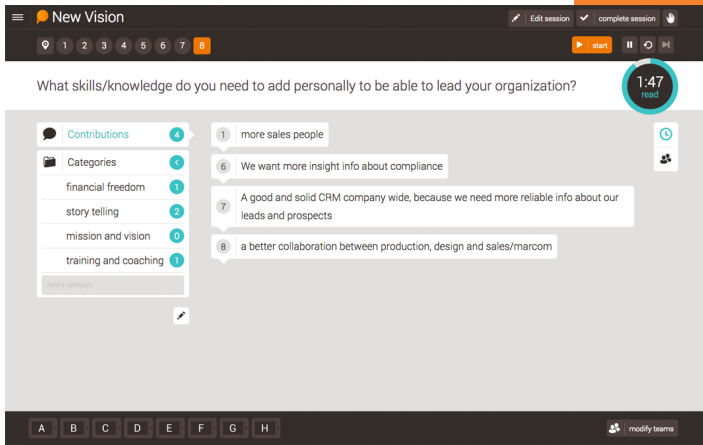 New Vision
Edit session
complete session
1 2 3 4 5 6 7 8
start
What skills/knowledge do you need to add personally to be able to lead your organization?
1:47
read
Contributions 4
Categories <
financial freedom 1
story telling 2
mission and vision 0
training and coaching 1
Add a category
1 more sales people
6 We want more insight info about compliance
7 A good and solid CRM company wide, because we need more reliable info about our
leads and prospects
8 a better collaboration between production, design and sales/marcom
A B C D E F G H
modify teams